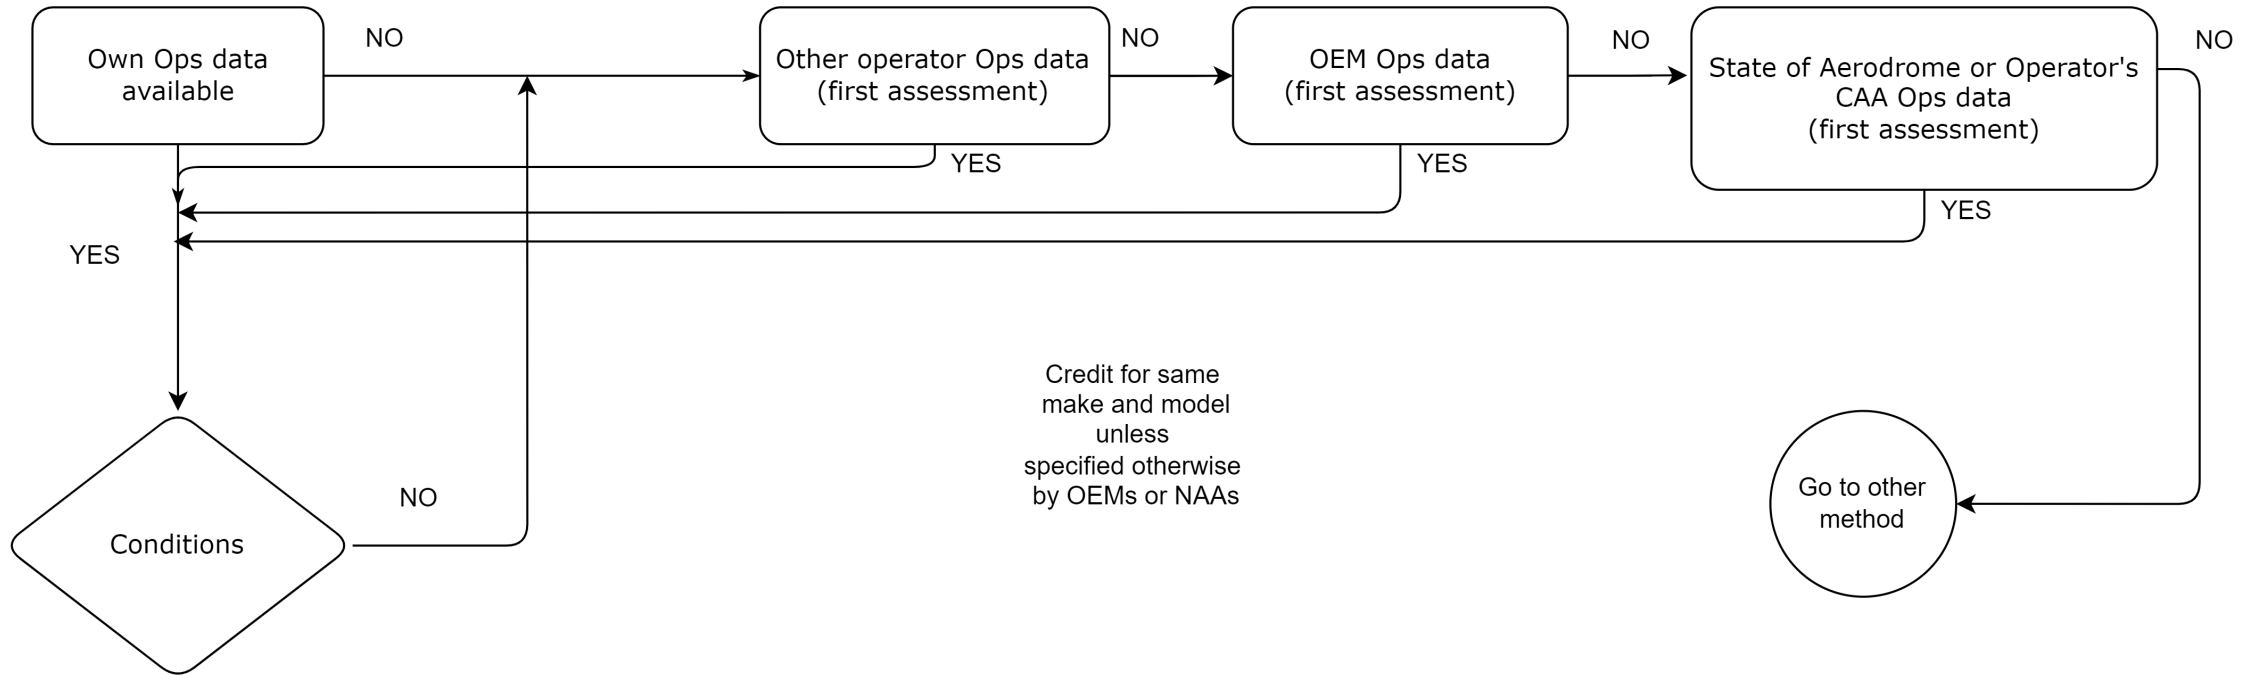 Own Ops data
available
NO
Other operator Ops data
(first assessment)
NO
OEM Ops data
(first assessment)
NO
State of Aerodrome or Operator's
CAA Ops data
(first assessment)
NO
YES
YES
YES
YES
Credit for same
make and model
unless
specified otherwise
by OEMs or NAAs
Conditions
NO
Go to other
method